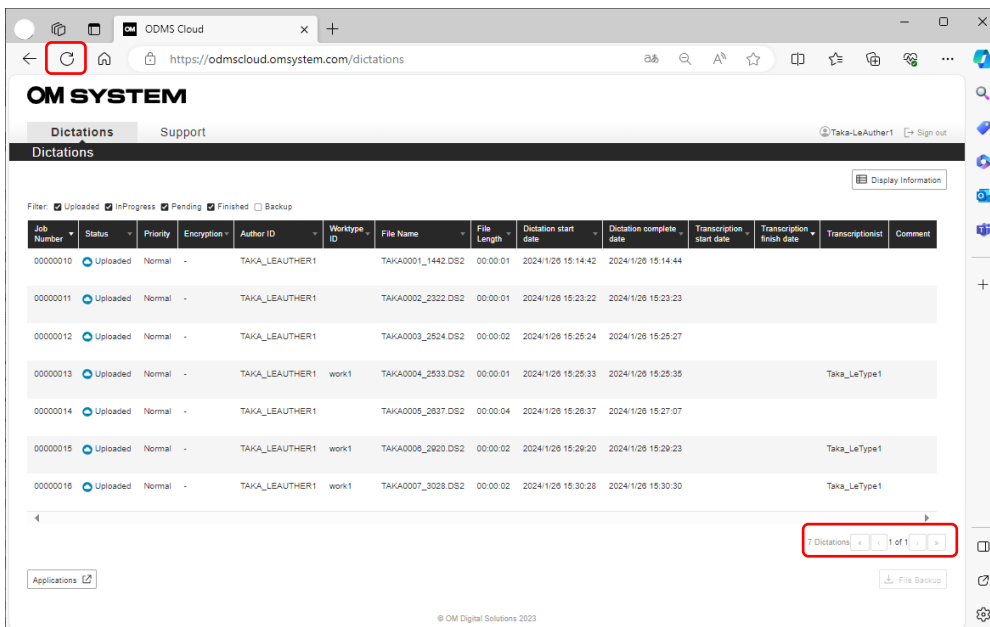 OM ODMS Cloud
https://odmscloud.omsystem.com/dictations
OM SYSTEM
Dictations Support Taka-LeAuther1 Sign out
Dictations
Display Information
Filter: Uploaded InProgress Pending Finished Backup
Job Number Status Priority Encryption Author ID Worktype ID File Name File Length Dictation start date Dictation complete date Transcription start date Transcription finish date Transcriptionist Comment
00000010 Uploaded Normal - TAKA_LEAUTHER1 TAKA0001_1442.DS2 00:00:01 2024/1/26 15:14:42 2024/1/26 15:14:44
00000011 Uploaded Normal - TAKA_LEAUTHER1 TAKA0002_2322.DS2 00:00:01 2024/1/26 15:23:22 2024/1/26 15:23:23
00000012 Uploaded Normal - TAKA_LEAUTHER1 TAKA0003_2524.DS2 00:00:02 2024/1/26 15:25:24 2024/1/26 15:25:27
00000013 Uploaded Normal - TAKA_LEAUTHER1 work1 TAKA0004_2533.DS2 00:00:01 2024/1/26 15:25:33 2024/1/26 15:25:35 Taka_LeType1
00000014 Uploaded Normal - TAKA_LEAUTHER1 TAKA0005_2637.DS2 00:00:04 2024/1/26 15:26:37 2024/1/26 15:27:07
00000015 Uploaded Normal - TAKA_LEAUTHER1 work1 TAKA0006_2920.DS2 00:00:02 2024/1/26 15:29:20 2024/1/26 15:29:23 Taka_LeType1
00000016 Uploaded Normal - TAKA_LEAUTHER1 work1 TAKA0007_3028.DS2 00:00:02 2024/1/26 15:30:28 2024/1/26 15:30:30 Taka_LeType1
7 Dictations « ‹ 1 of 1 › »
Applications File Backup
© OM Digital Solutions 2023